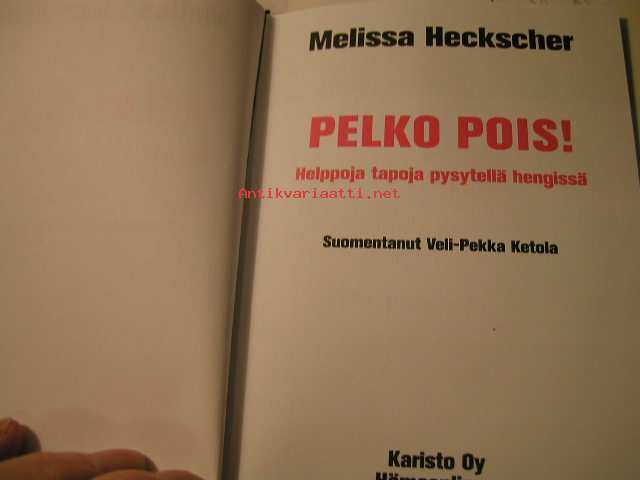 Melissa Heckscher
PELKO POIS!
Helppoja tapoja pysytellä hengissä
Antikvariaatti.net
Suomentanut Veli-Pekka Ketola
Karisto Oy